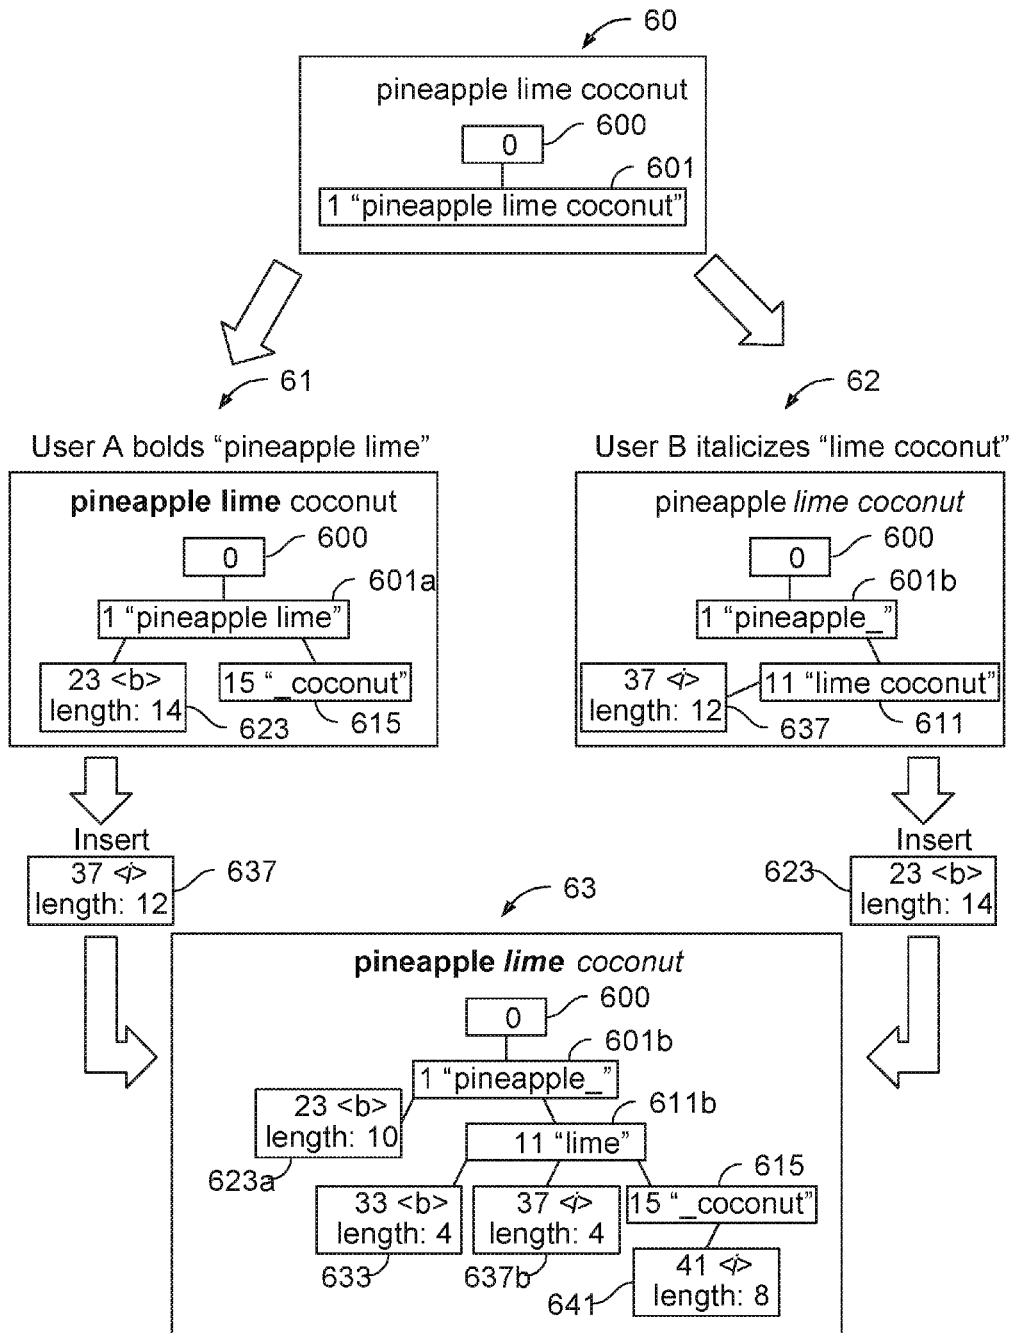 60
pineapple lime coconut
600
0
601
1 “pineapple lime coconut”
61
62
User A bolds “pineapple lime”
User B italicizes “lime coconut”
pineapple lime coconut
600
0
601a
1 “pineapple lime”
23 <b>
length: 14
15 “_coconut”
623
615
pineapple lime coconut
600
0
601b
1 “pineapple_”
37 <i>
length: 12
11 “lime coconut”
637
611
Insert
37 <i>
length: 12
637
Insert
623
23 <b>
length: 14
63
pineapple lime coconut
600
0
601b
1 “pineapple_”
23 <b>
length: 10
611b
11 “lime”
623a
615
33 <b>
length: 4
37 <i>
length: 4
15 “_coconut”
633
637b
41 <i>
length: 8
641